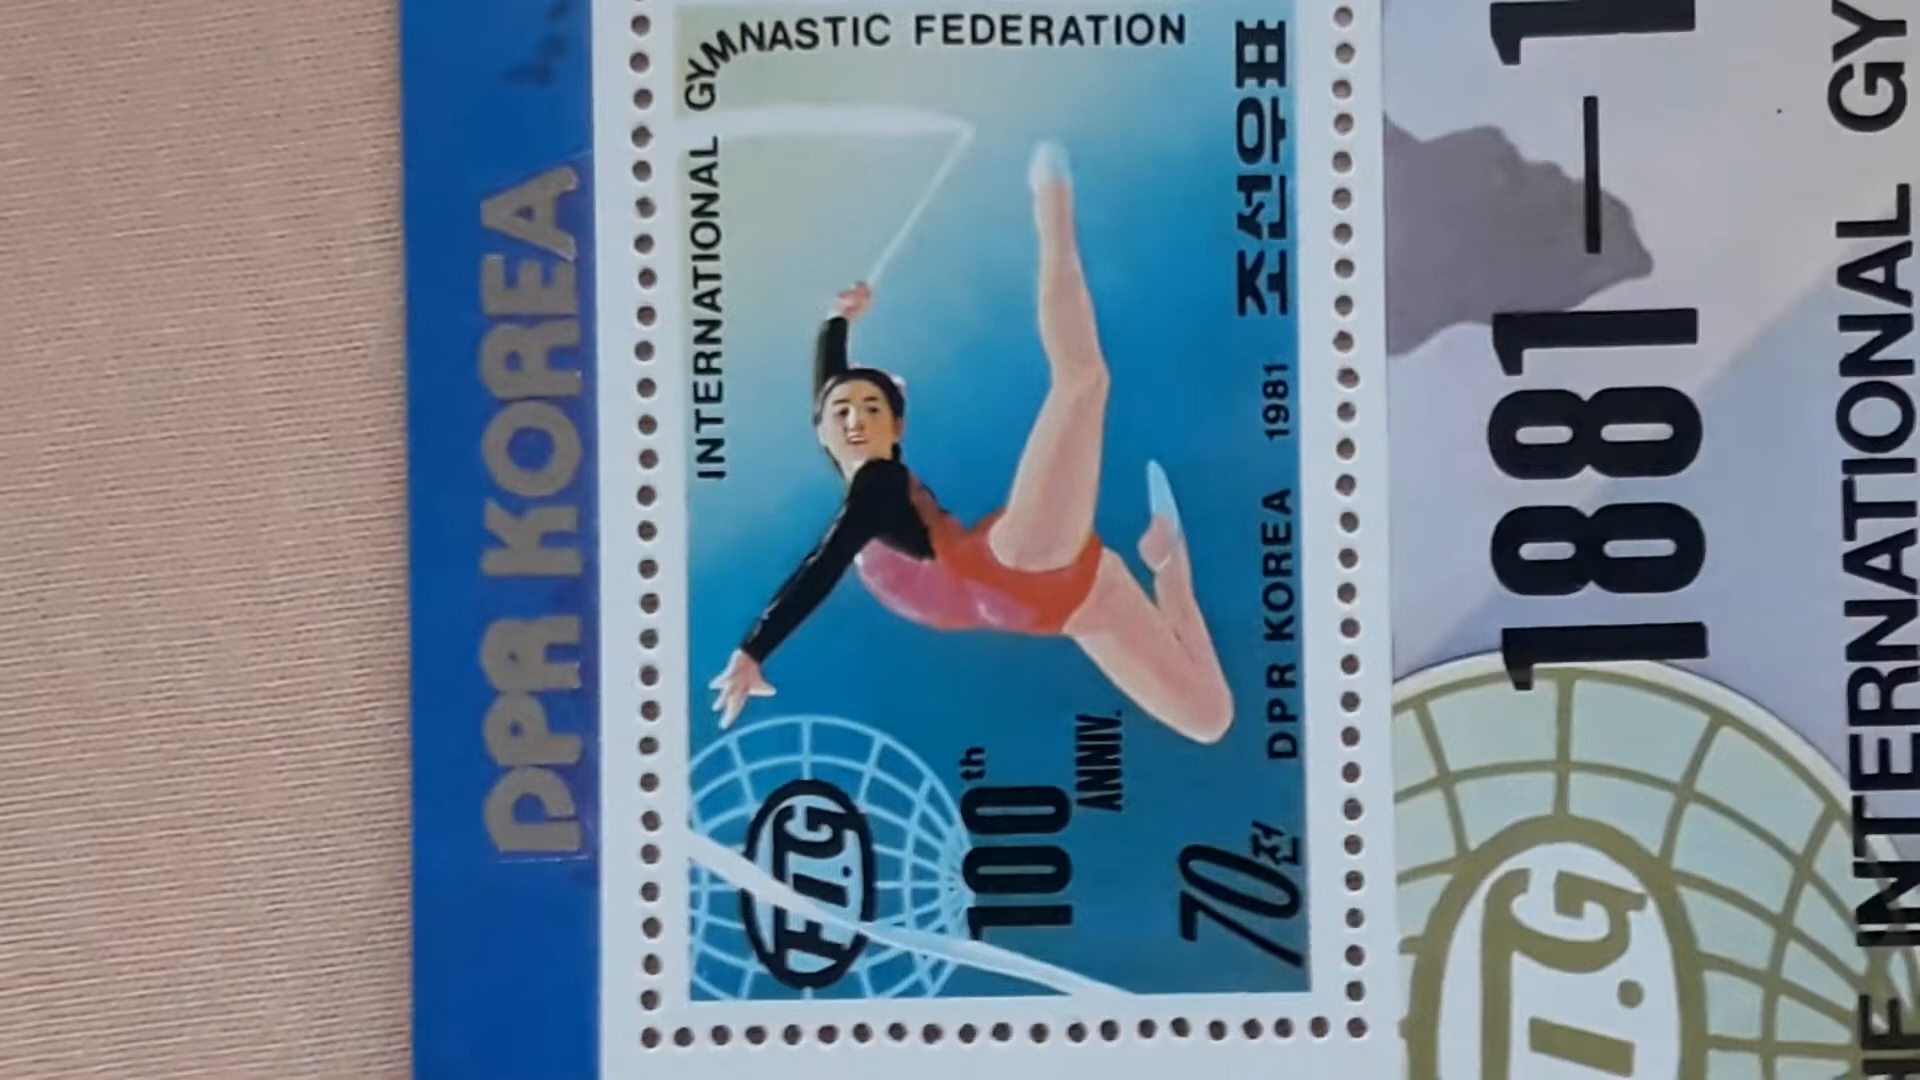 DPR KOREA
INTERNATIONAL GYMNASTIC FEDERATION
F.I.G
100th
ANNIV.
70전
DPR KOREA 1981
조선우표
1881–1
INTERNATIONAL GY
I.G